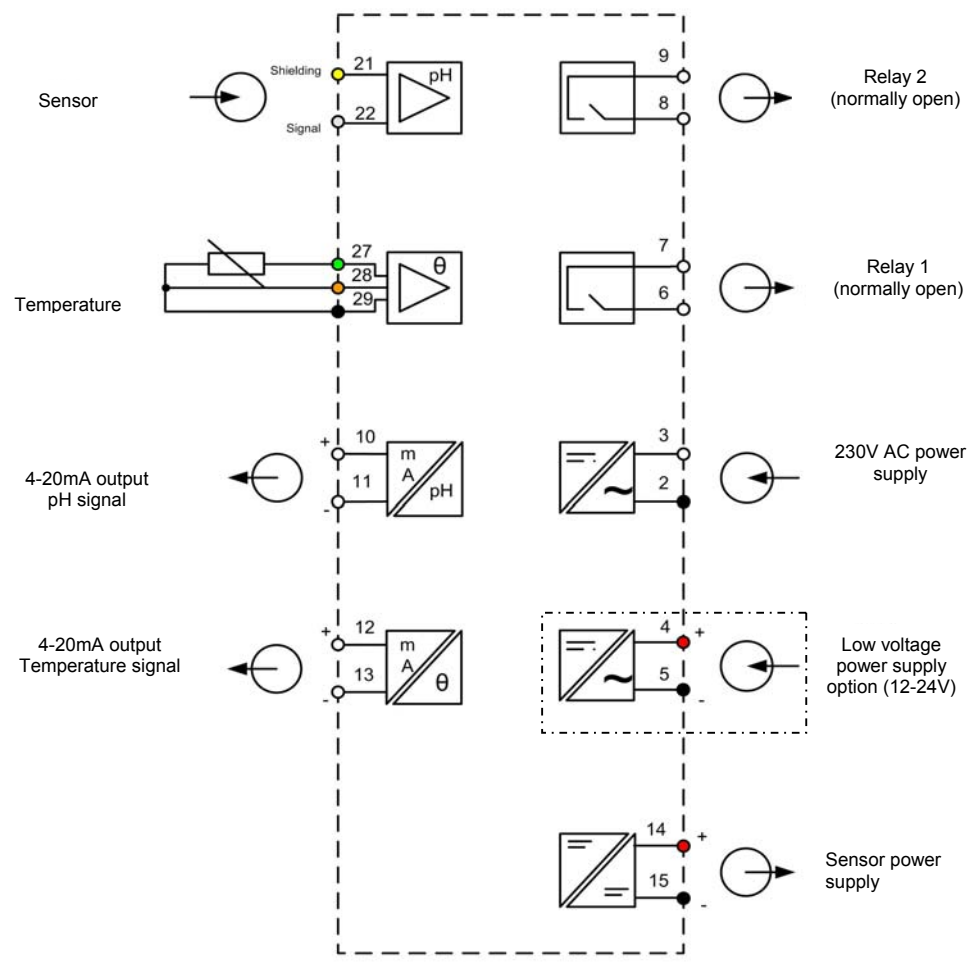 Sensor
Shielding
21
pH
Signal
22
9
8
Relay 2
(normally open)
Temperature
27
28
29
θ
7
6
Relay 1
(normally open)
4-20mA output
pH signal
+
10
11
-
m
A
pH
3
2
230V AC power
supply
4-20mA output
Temperature signal
+
12
13
-
m
A
θ
4
+
5
-
Low voltage
power supply
option (12-24V)
14
+
15
-
Sensor power
supply